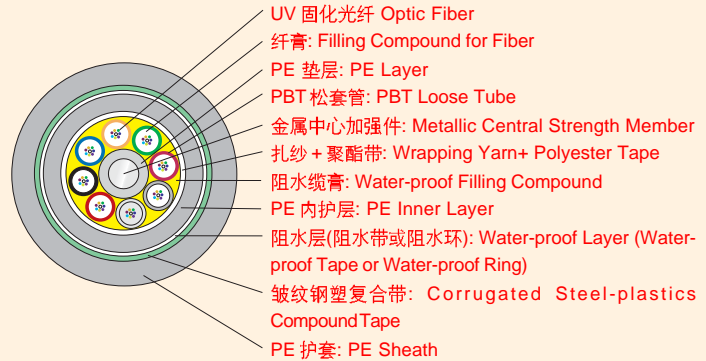 UV 固化光纤 Optic Fiber
纤膏: Filling Compound for Fiber
PE 垫层: PE Layer
PBT 松套管: PBT Loose Tube
金属中心加强件: Metallic Central Strength Member
扎纱＋聚酯带: Wrapping Yarn+ Polyester Tape
阻水缆膏: Water-proof Filling Compound
PE 内护层: PE Inner Layer
阻水层(阻水带或阻水环): Water-proof Layer (Water-
proof Tape or Water-proof Ring)
皱纹钢塑复合带: Corrugated Steel-plastics
Compound Tape
PE 护套: PE Sheath